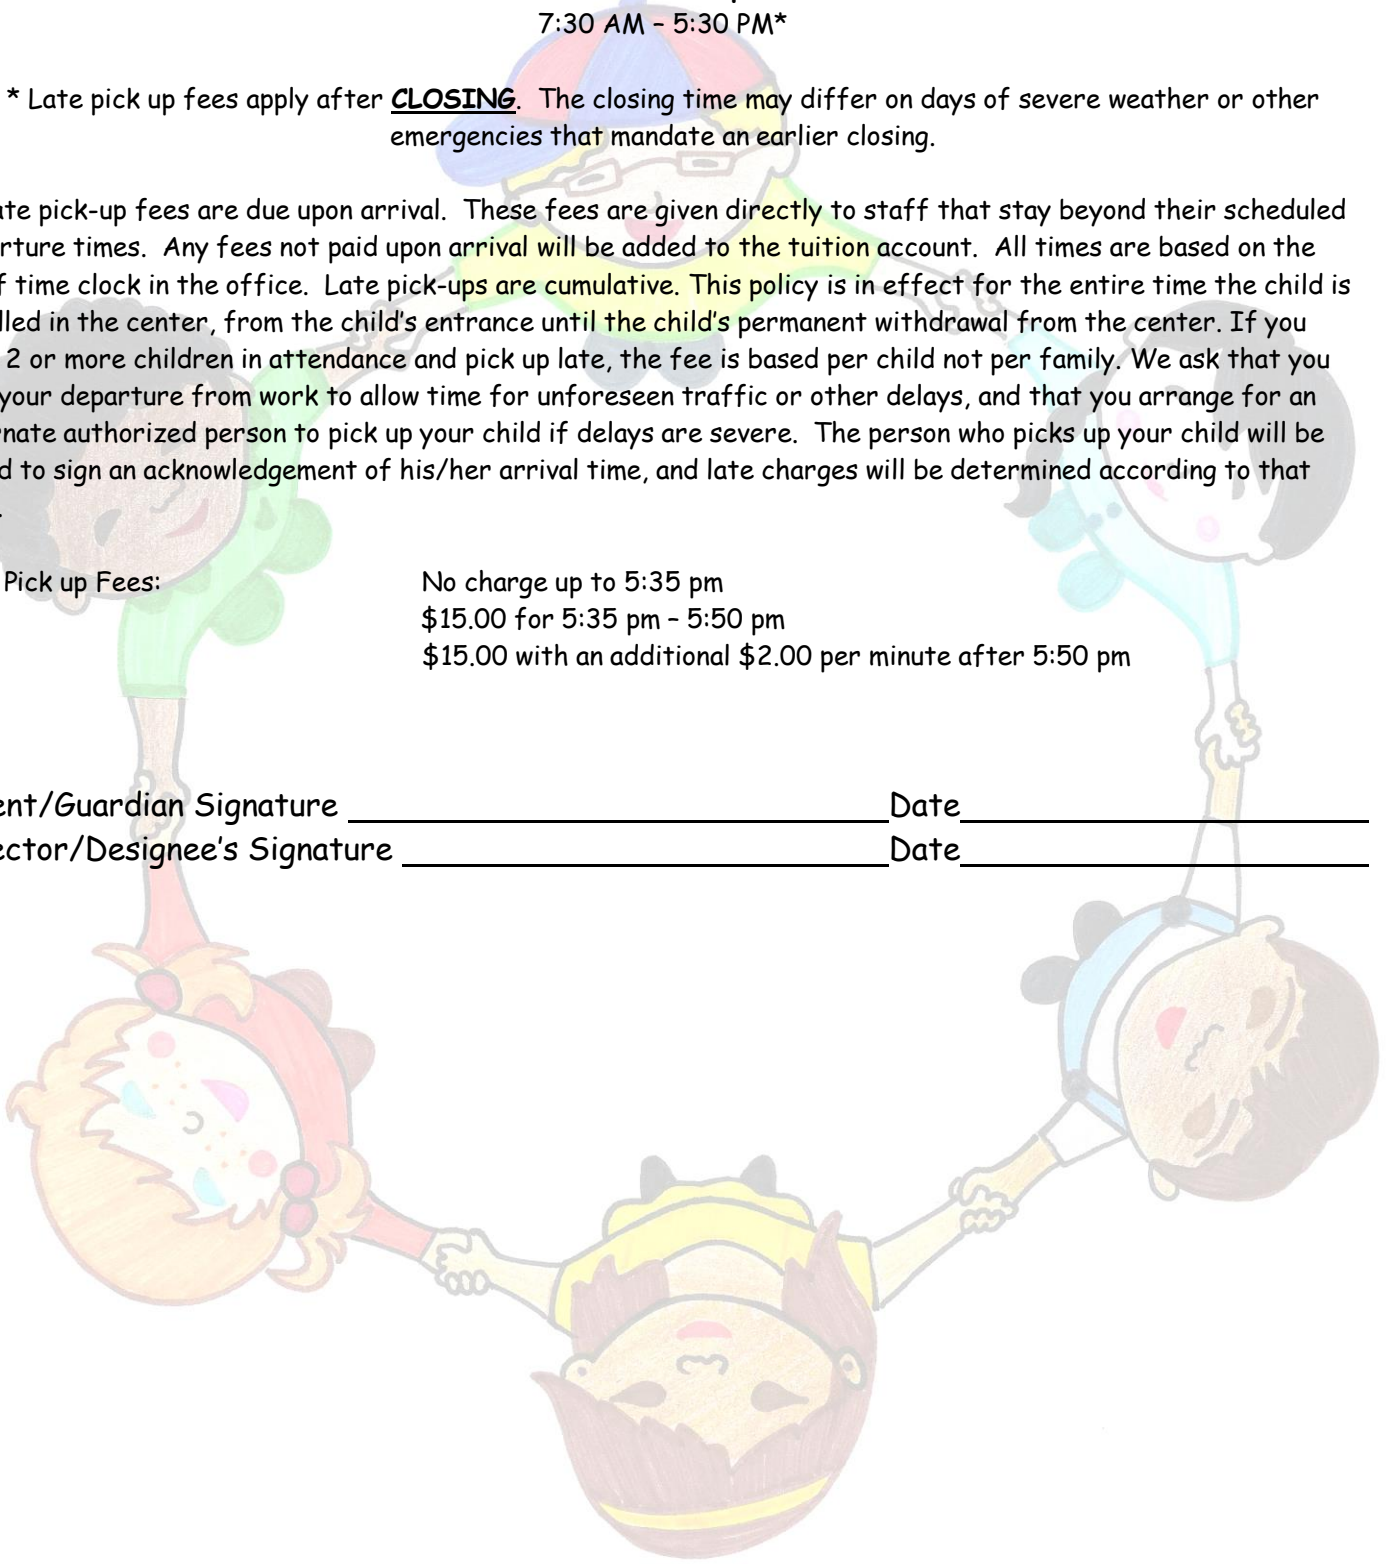 7:30 AM – 5:30 PM*
* Late pick up fees apply after CLOSING.  The closing time may differ on days of severe weather or other
emergencies that mandate an earlier closing.
ate pick-up fees are due upon arrival.  These fees are given directly to staff that stay beyond their scheduled
rture times.  Any fees not paid upon arrival will be added to the tuition account.  All times are based on the
f time clock in the office.  Late pick-ups are cumulative. This policy is in effect for the entire time the child is
lled in the center, from the child’s entrance until the child’s permanent withdrawal from the center. If you
2 or more children in attendance and pick up late, the fee is based per child not per family. We ask that you
your departure from work to allow time for unforeseen traffic or other delays, and that you arrange for an
rnate authorized person to pick up your child if delays are severe.  The person who picks up your child will be
d to sign an acknowledgement of his/her arrival time, and late charges will be determined according to that
.
Pick up Fees: No charge up to 5:35 pm
$15.00 for 5:35 pm – 5:50 pm
$15.00 with an additional $2.00 per minute after 5:50 pm
ent/Guardian Signature ______________________________Date______________________
ector/Designee’s Signature ___________________________Date______________________